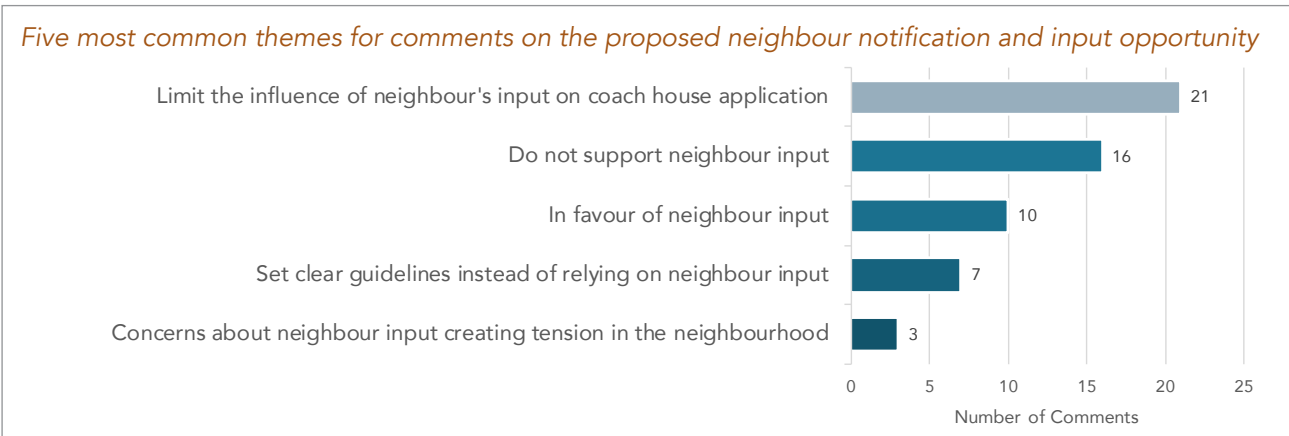 Five most common themes for comments on the proposed neighbour notification and input opportunity
Limit the influence of neighbour's input on coach house application
21
Do not support neighbour input
16
In favour of neighbour input
10
Set clear guidelines instead of relying on neighbour input
7
Concerns about neighbour input creating tension in the neighbourhood
3
0 5 10 15 20 25
Number of Comments